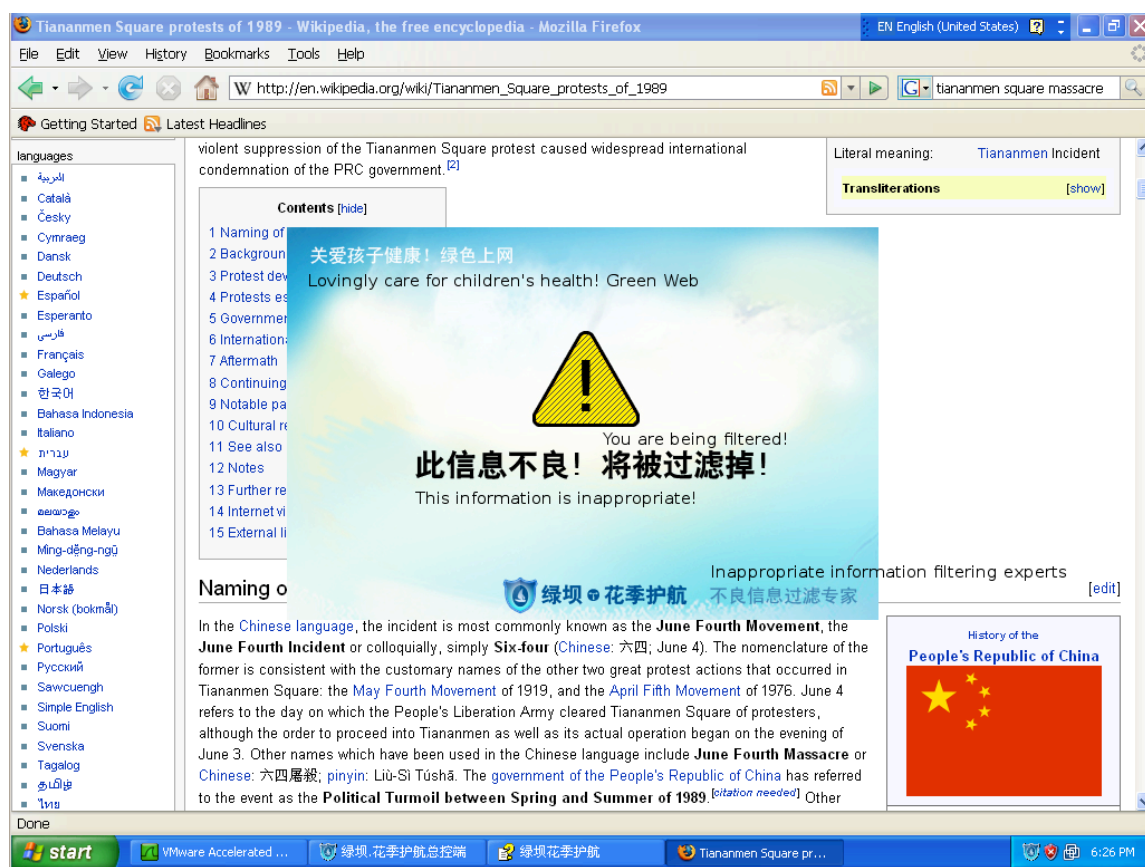 Tiananmen Square protests of 1989 - Wikipedia, the free encyclopedia - Mozilla Firefox
EN English (United States)
File Edit View History Bookmarks Tools Help
http://en.wikipedia.org/wiki/Tiananmen_Square_protests_of_1989
tiananmen square massacre
Getting Started Latest Headlines
languages
العربية
Català
Česky
Cymraeg
Dansk
Deutsch
Español
Esperanto
فارسی
Français
Galego
한국어
Bahasa Indonesia
Italiano
עברית
Magyar
Македонски
മലയാളം
Bahasa Melayu
Mìng-dĕ̤ng-ngṳ̄
Nederlands
日本語
Norsk (bokmål)
Polski
Português
Русский
Sawcuengh
Simple English
Suomi
Svenska
Tagalog
தமிழ்
ไทย
violent suppression of the Tiananmen Square protest caused widespread international
condemnation of the PRC government.[2]
Literal meaning: Tiananmen Incident
Transliterations [show]
Contents [hide]
1 Naming of
2 Backgroun
3 Protest dev
4 Protests es
5 Governmer
6 Internationa
7 Aftermath
8 Continuing
9 Notable pa
10 Cultural re
11 See also
12 Notes
13 Further re
14 Internet vi
15 External li
关爱孩子健康！绿色上网
Lovingly care for children's health! Green Web
You are being filtered!
此信息不良！将被过滤掉！
This information is inappropriate!
Inappropriate information filtering experts
绿坝 花季护航 不良信息过滤专家
Naming o
[edit]
In the Chinese language, the incident is most commonly known as the June Fourth Movement, the
June Fourth Incident or colloquially, simply Six-four (Chinese: 六四; June 4). The nomenclature of the
former is consistent with the customary names of the other two great protest actions that occurred in
Tiananmen Square: the May Fourth Movement of 1919, and the April Fifth Movement of 1976. June 4
refers to the day on which the People's Liberation Army cleared Tiananmen Square of protesters,
although the order to proceed into Tiananmen as well as its actual operation began on the evening of
June 3. Other names which have been used in the Chinese language include June Fourth Massacre or
Chinese: 六四屠殺; pinyin: Liù-Sì Túshā. The government of the People's Republic of China has referred
to the event as the Political Turmoil between Spring and Summer of 1989.[citation needed] Other
History of the
People's Republic of China
Done
start
VMware Accelerated ...
绿坝.花季护航总控端
绿坝花季护航
Tiananmen Square pr...
6:26 PM